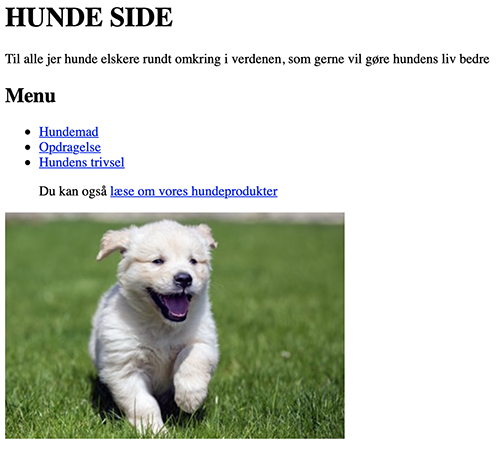 HUNDE SIDE
Til alle jer hunde elskere rundt omkring i verdenen, som gerne vil gøre hundens liv bedre
Menu
Hundemad
Opdragelse
Hundens trivsel
Du kan også læse om vores hundeprodukter